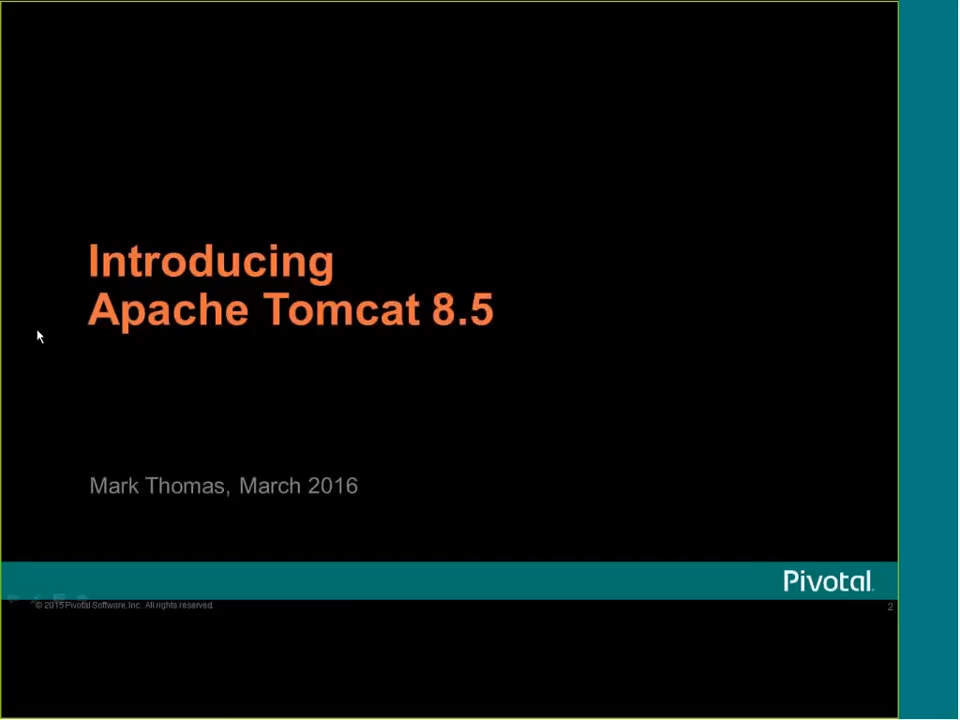 Introducing
Apache Tomcat 8.5
Mark Thomas, March 2016
Pivotal
© 2015 Pivotal Software, Inc. All rights reserved.
2